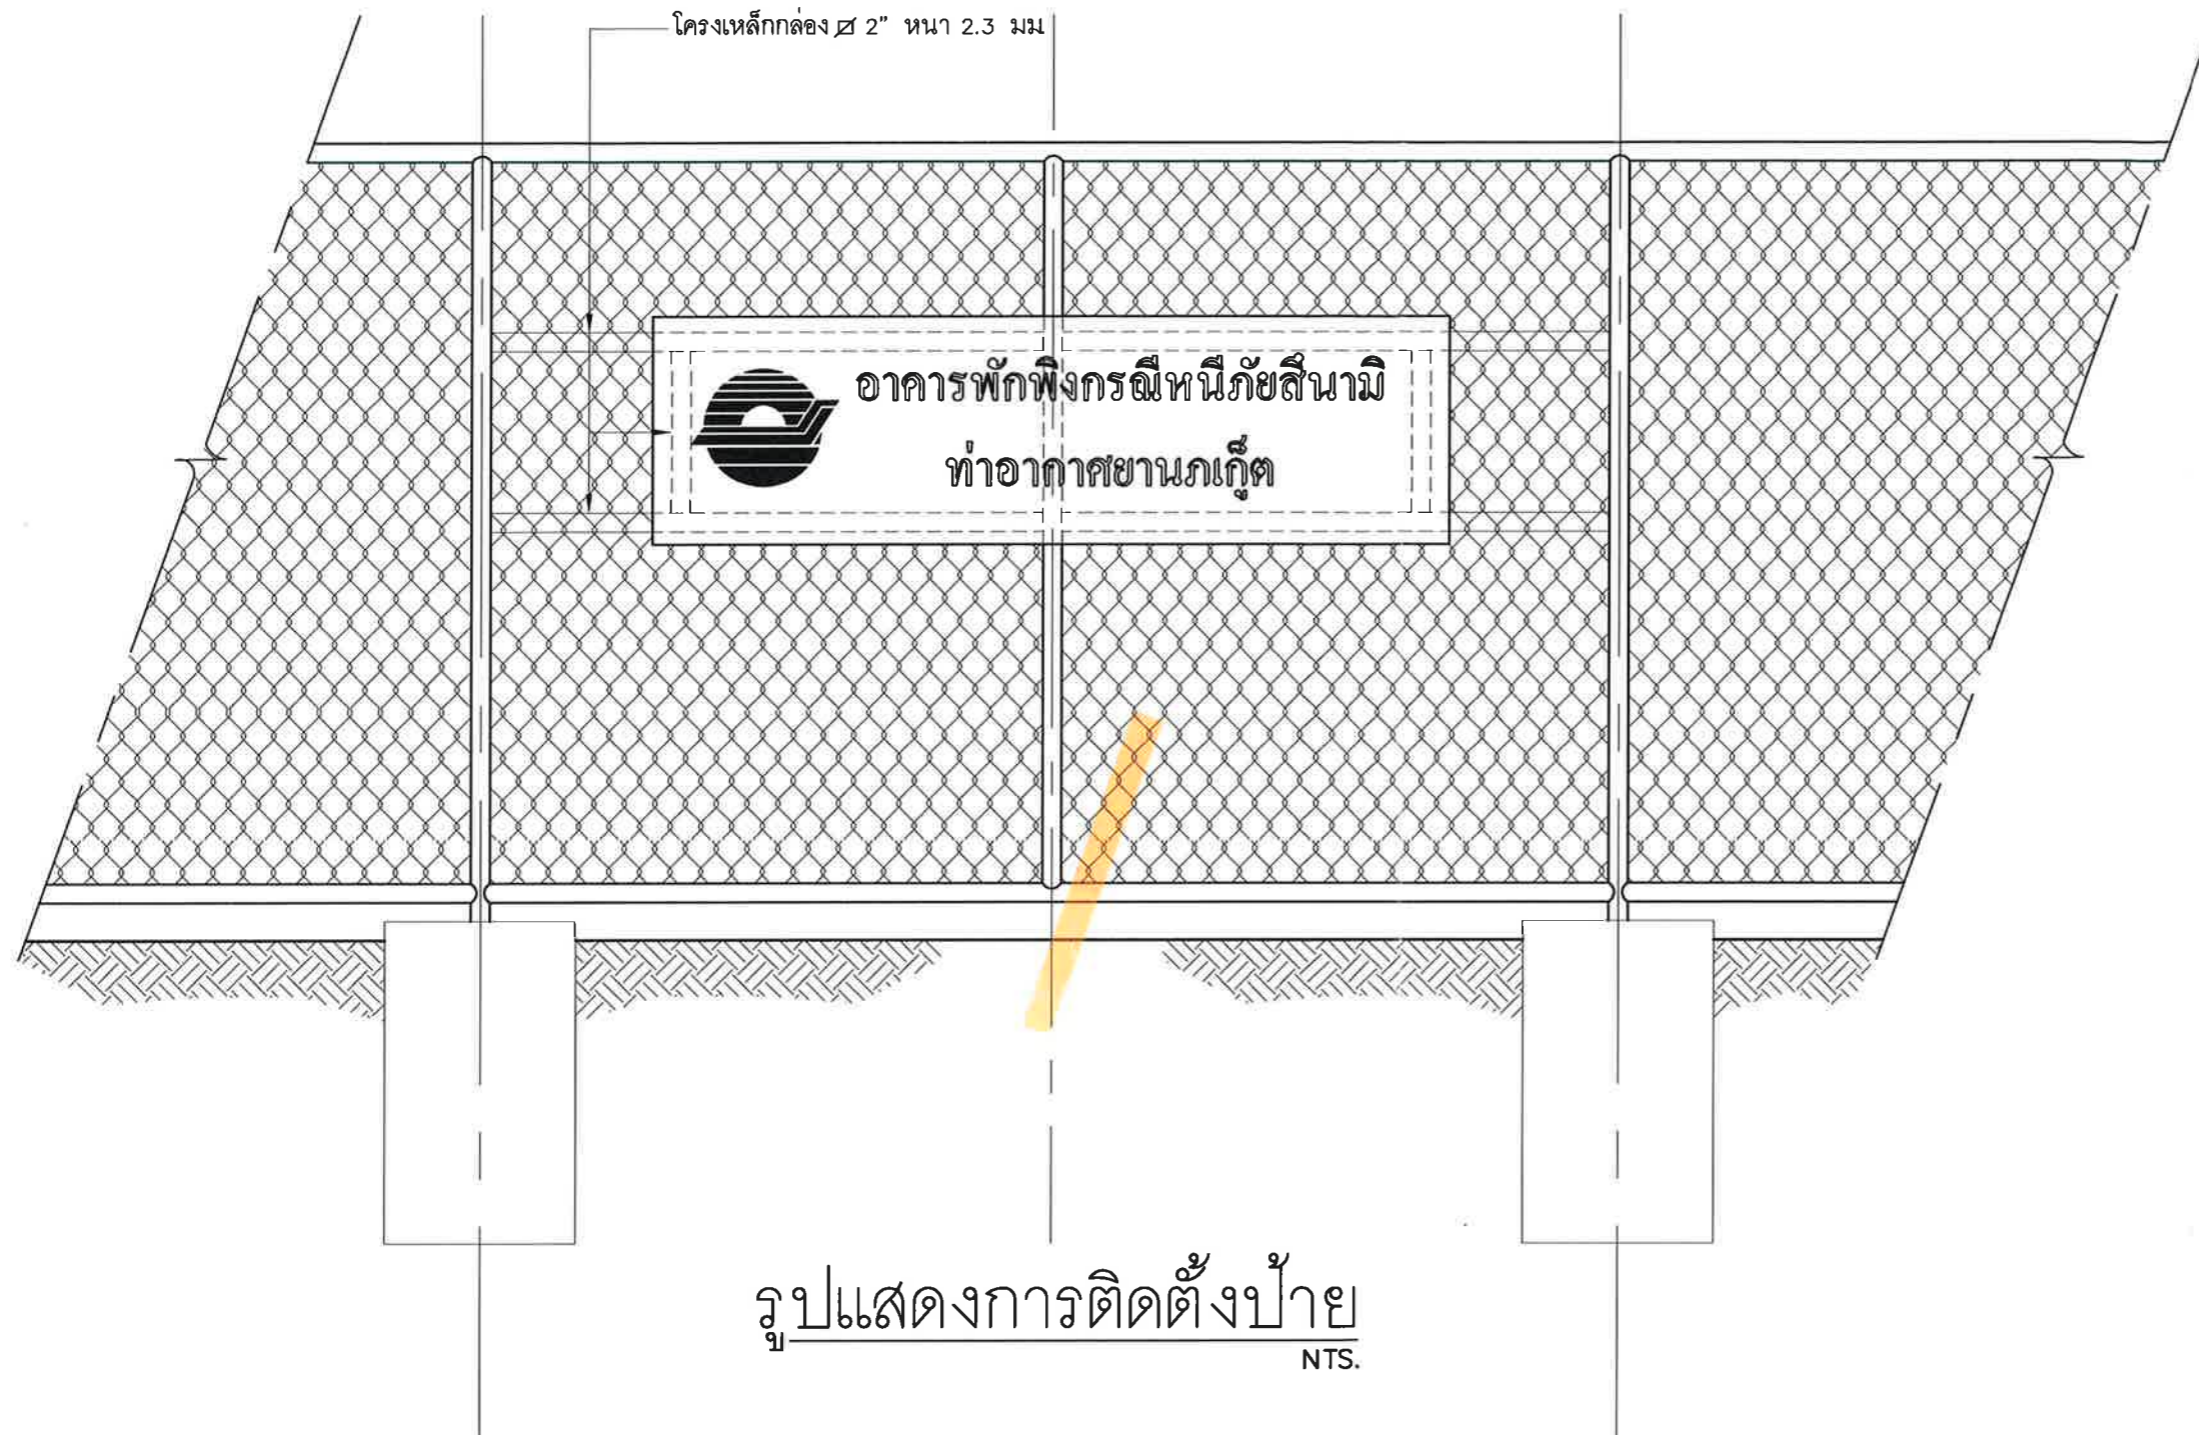 โครงเหล็กกล่อง 2" หนา 2.3 มม
อาคารพักพิงกรณีหนีภัยสึนามิ
ท่าอากาศยานภูเก็ต
รูปแสดงการติดตั้งป้าย
NTS.